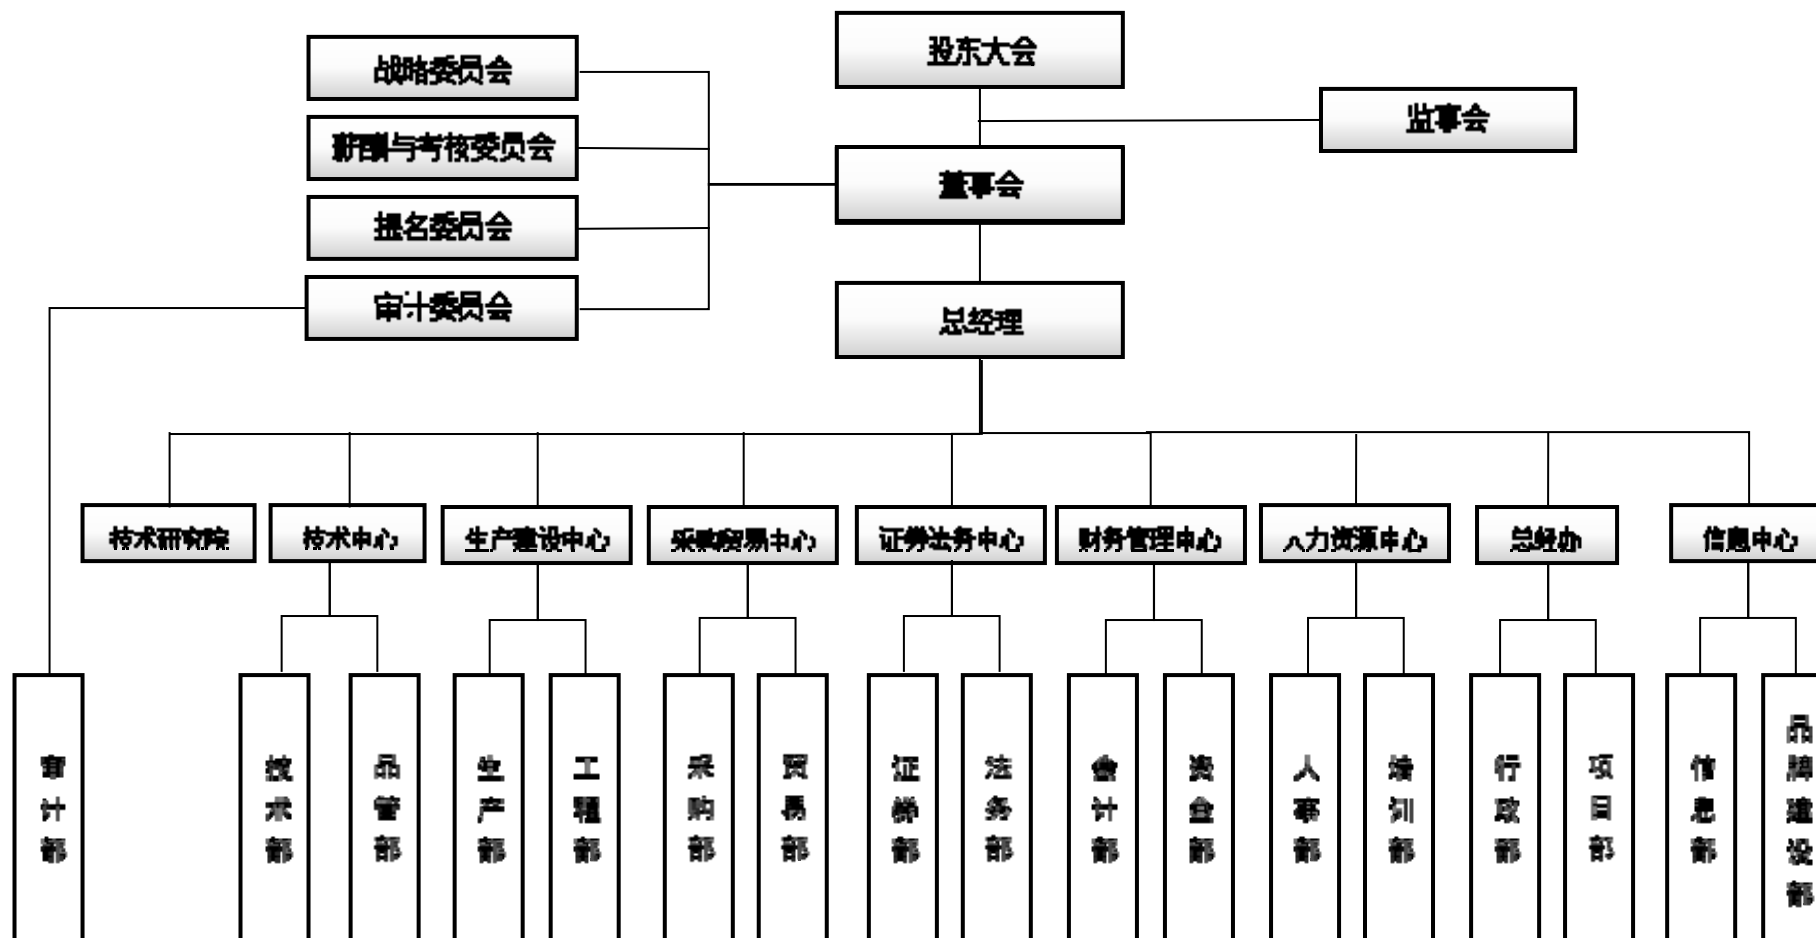 股东大会
战略委员会
监事会
薪酬与考核委员会
董事会
提名委员会
审计委员会
总经理
技术研究院
技术中心
生产建设中心
采购贸易中心
证券法务中心
财务管理中心
人力资源中心
总经办
信息中心
审计部
技术部
品管部
生产部
工程部
采购部
贸易部
证部
法务部
会计部
资金部
人事部
培训部
行政部
项目部
信息部
品牌建设部